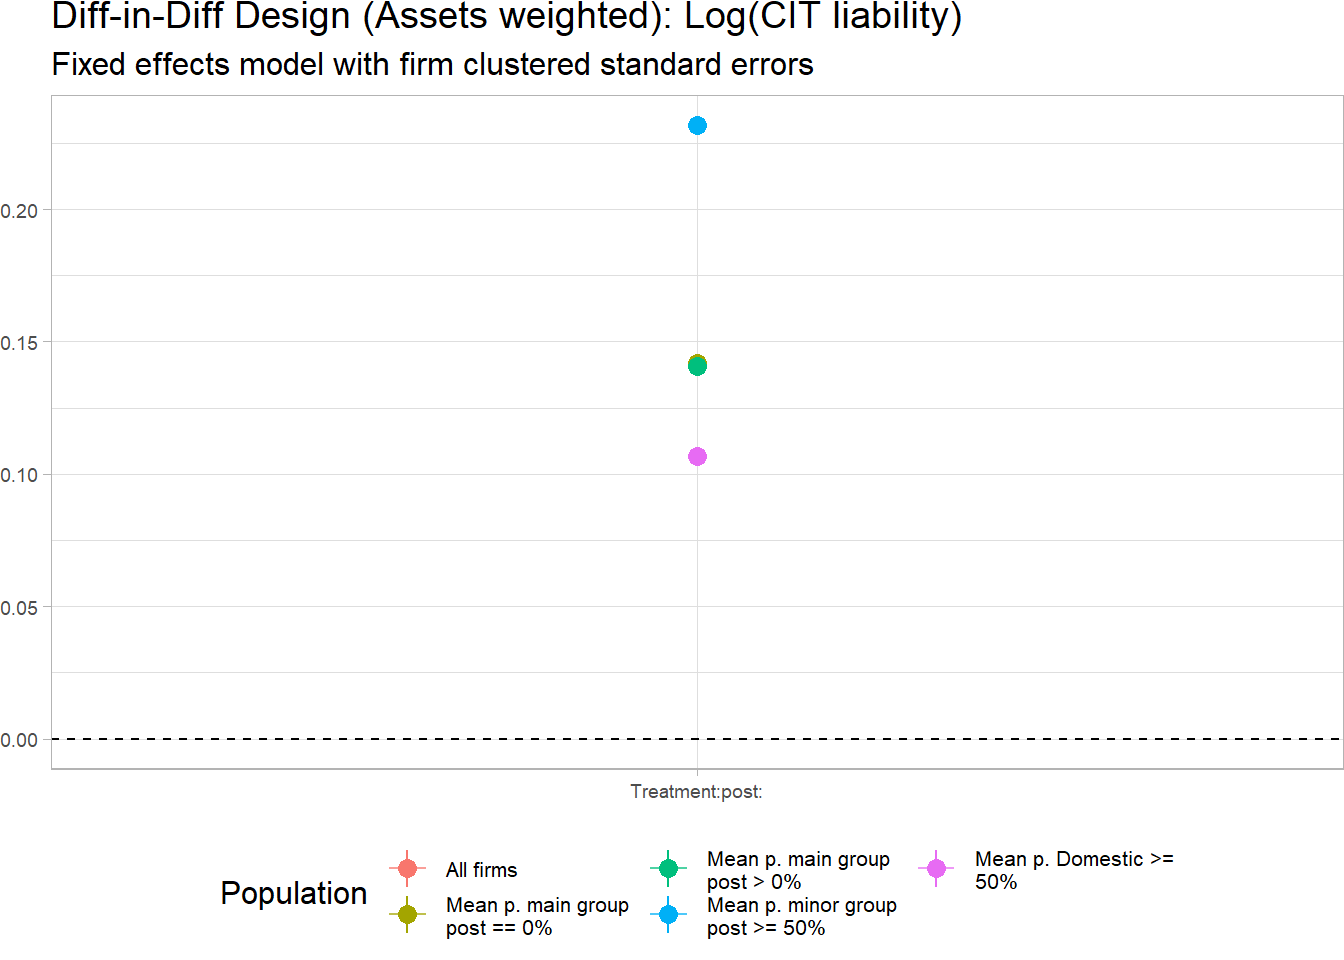 Diff-in-Diff Design (Assets weighted): Log(CIT liability)
Fixed effects model with firm clustered standard errors
0.20
0.15
0.10
0.05
0.00
Treatment:post:
Population
All firms
Mean p. main group
post == 0%
Mean p. main group
post > 0%
Mean p. minor group
post >= 50%
Mean p. Domestic >=
50%